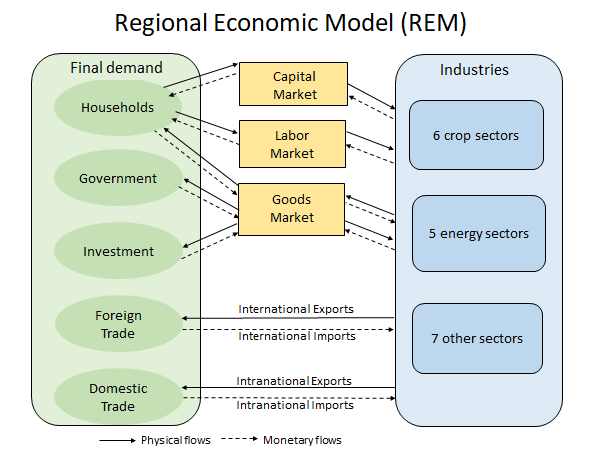 Regional Economic Model (REM)
Final demand
Households
Government
Investment
Foreign
Trade
Domestic
Trade
Capital
Market
Labor
Market
Goods
Market
International Exports
International Imports
Intranational Exports
Intranational Imports
Industries
6 crop sectors
5 energy sectors
7 other sectors
Physical flows
Monetary flows